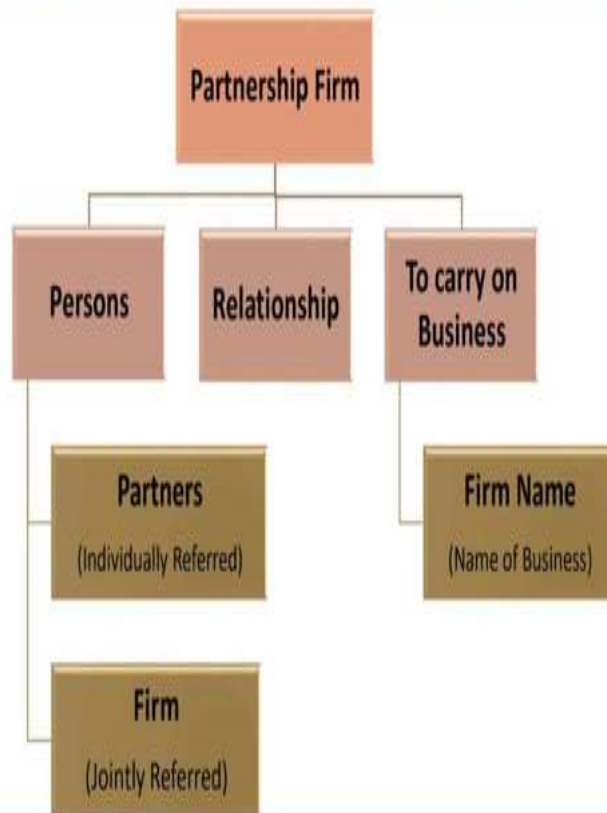 Partnership Firm
Persons
Relationship
To carry on
Business
Partners
(Individually Referred)
Firm Name
(Name of Business)
Firm
(Jointly Referred)